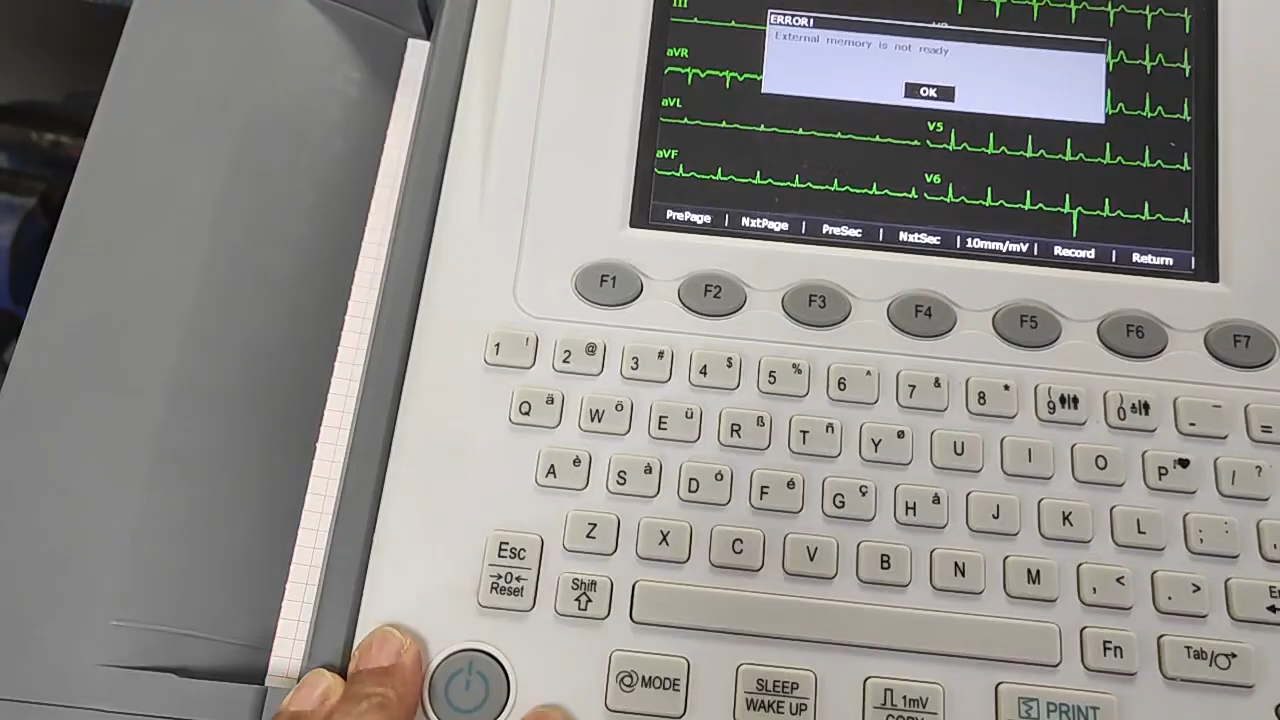 III
ERROR!
External memory is not ready
OK
aVR
aVL
aVF
V5
V6
PrePage | NxtPage | PreSec | NxtSec | 10mm/mV | Record | Return |
F1 F2 F3 F4 F5 F6 F7
1 ! 2 @ 3 # 4 $ 5 % 6 ^ 7 & 8 * 9 ( 0 ) - _ =
Q ä W ö E ü R ß T ñ Y ø U I O P / ?
A è S à D ó F é G ç H å J K L ; :
Esc
→0←
Reset
Z X C V B N M , < . >
Shift
Fn Tab
MODE
SLEEP
WAKE UP
1mV
COPY
PRINT